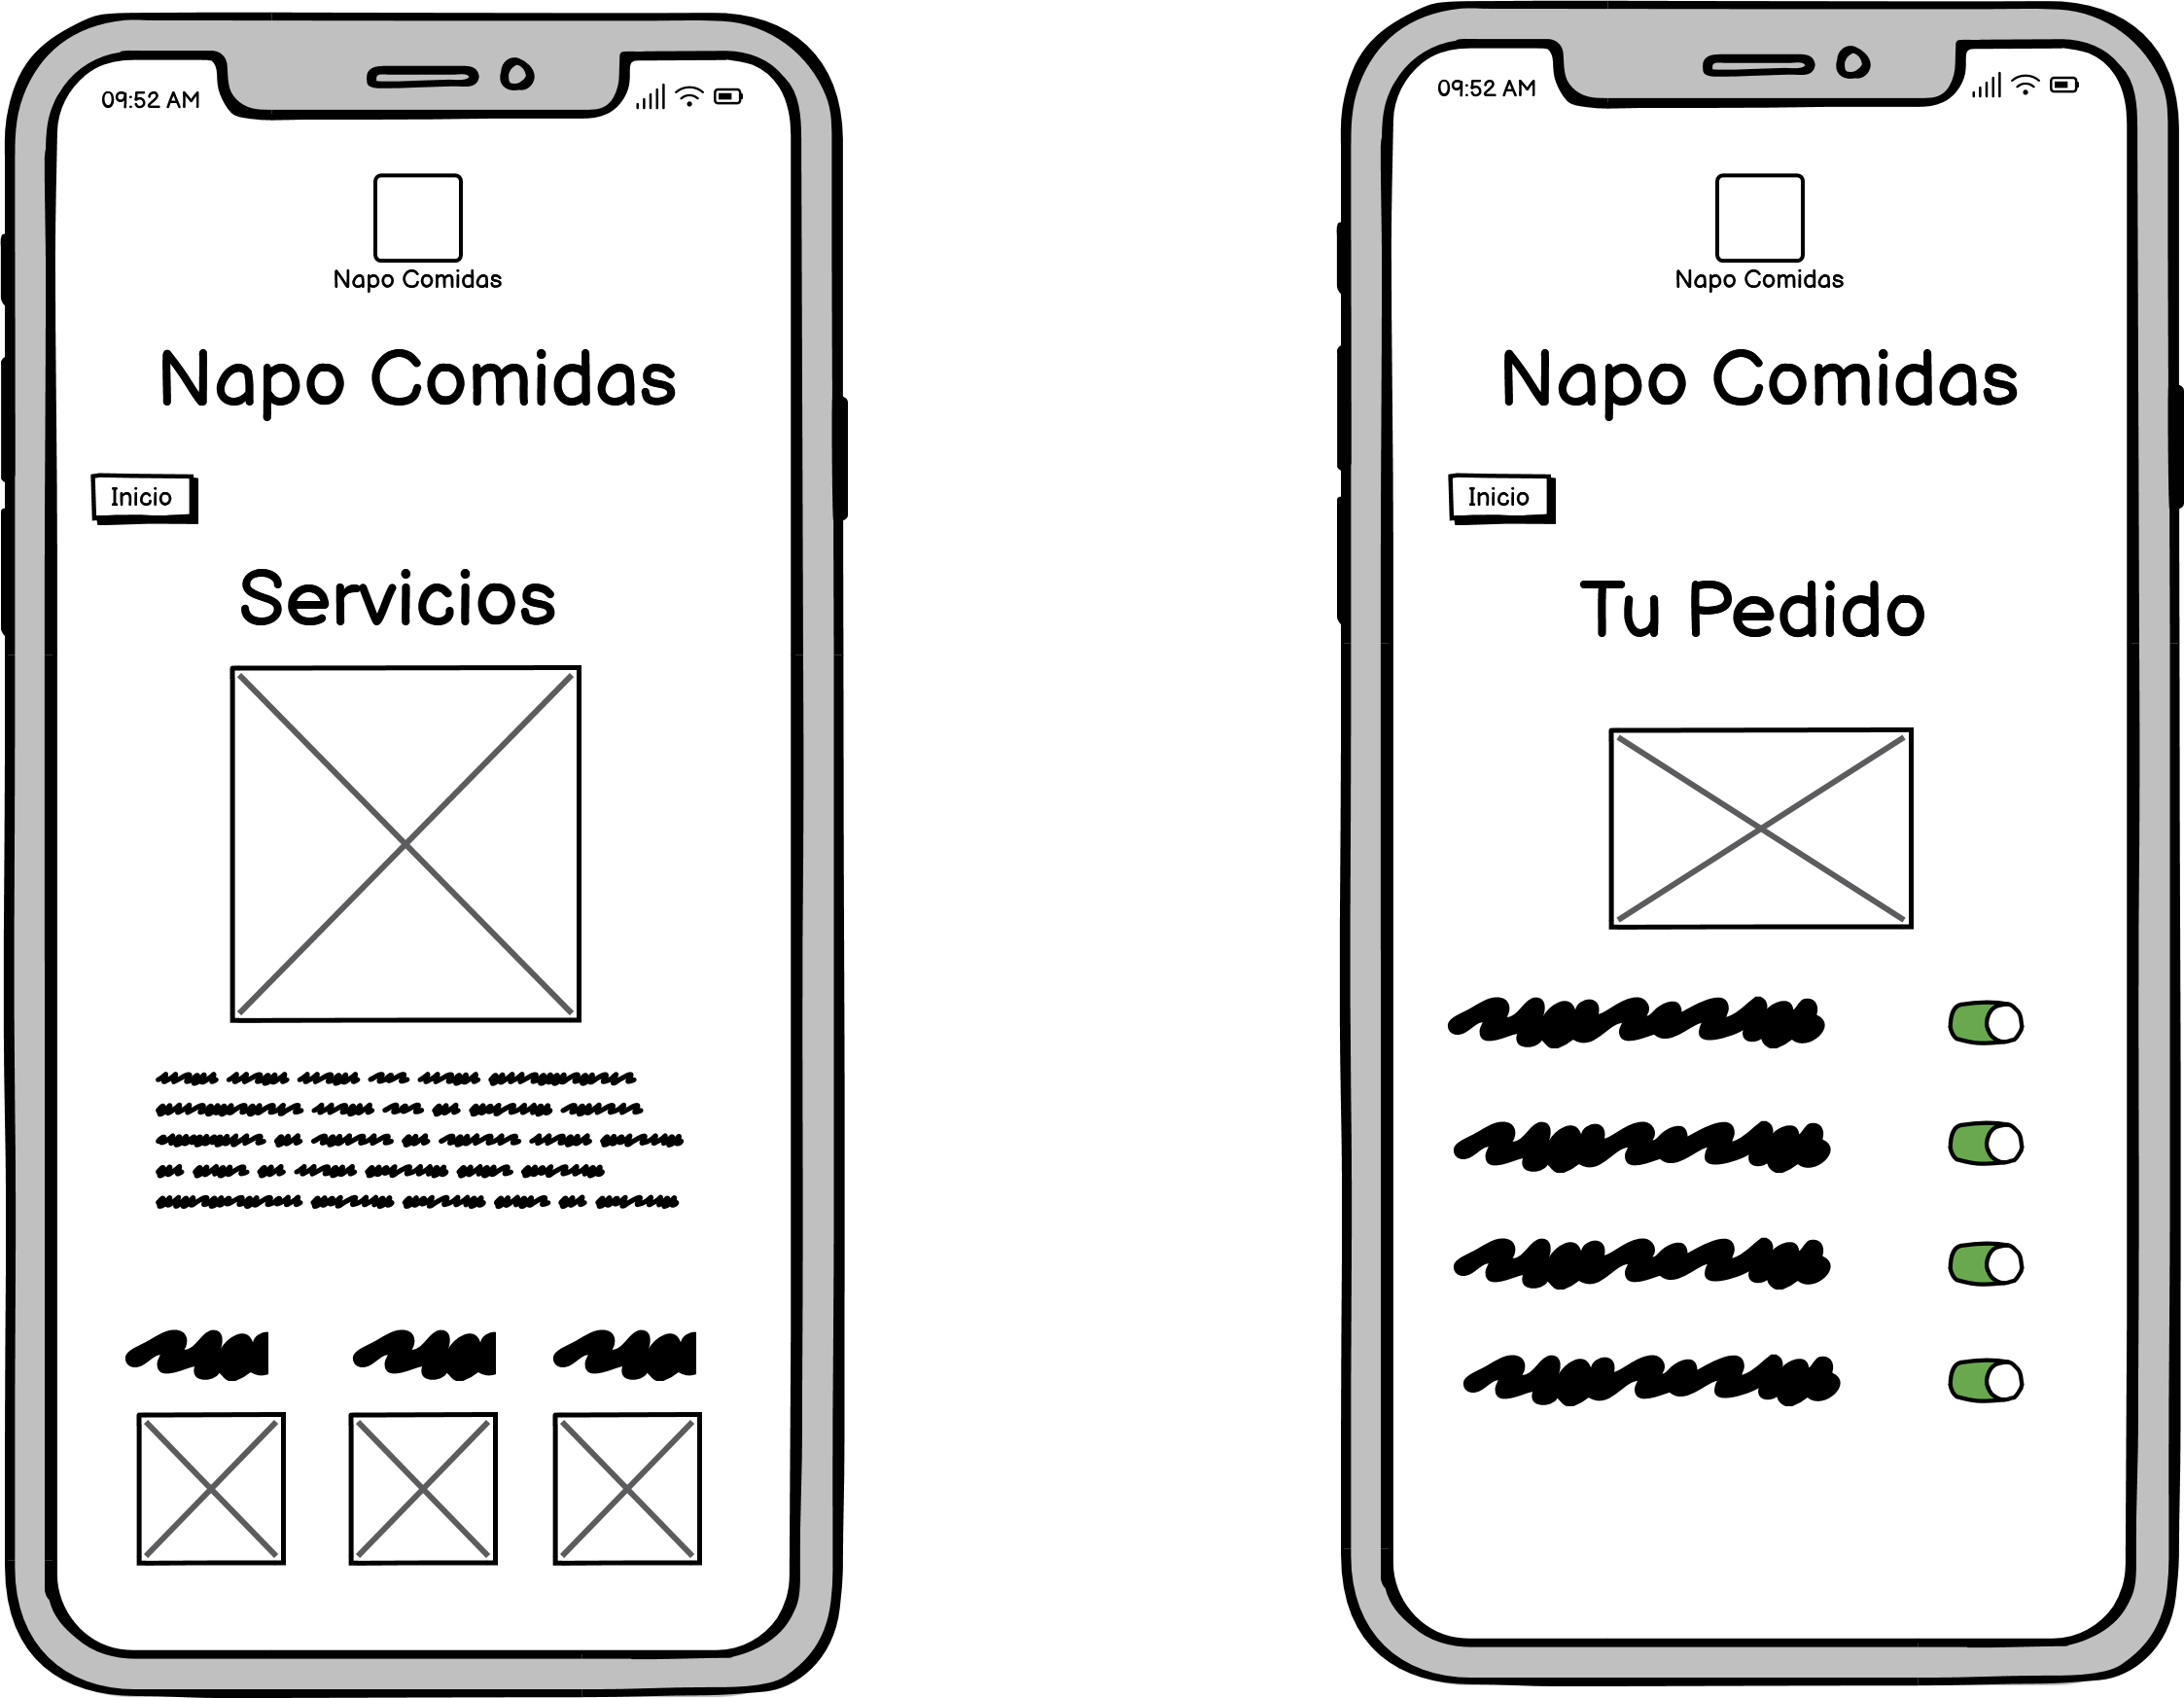 09:52 AM
Napo Comidas
Napo Comidas
Inicio
Servicios
09:52 AM
Napo Comidas
Napo Comidas
Inicio
Tu Pedido